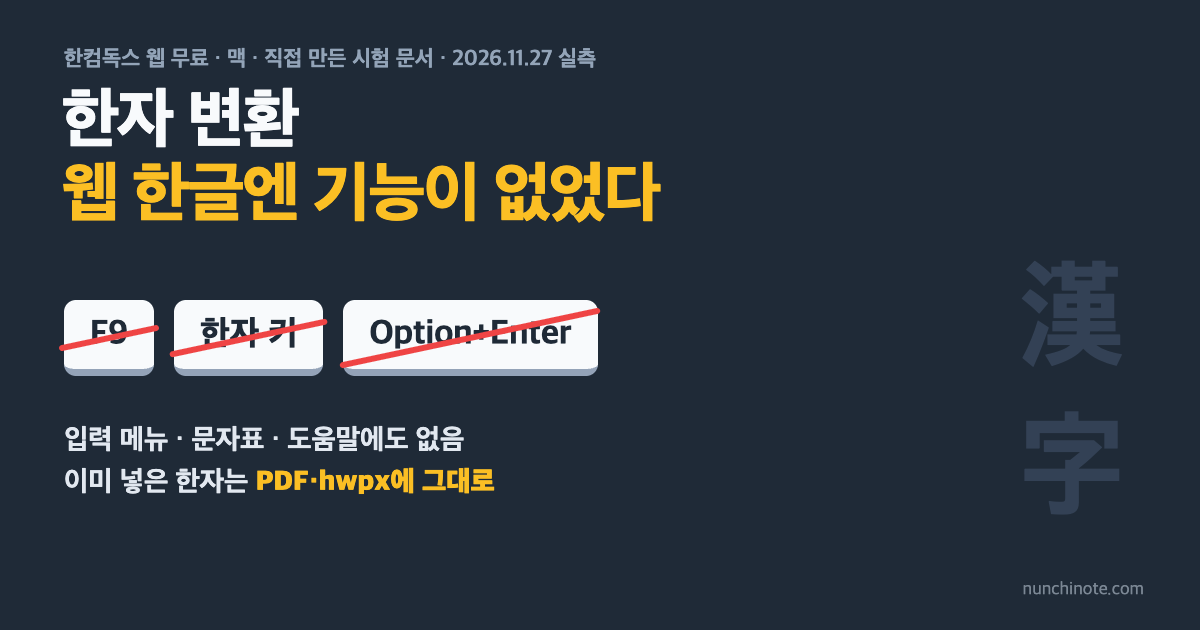 한컴독스 웹 무료 · 맥 · 직접 만든 시험 문서 · 2026.11.27 실측
한자 변환
웹 한글엔 기능이 없었다
F9 한자 키 Option+Enter
입력 메뉴 · 문자표 · 도움말에도 없음
이미 넣은 한자는 PDF·hwpx에 그대로
漢
字
nunchinote.com